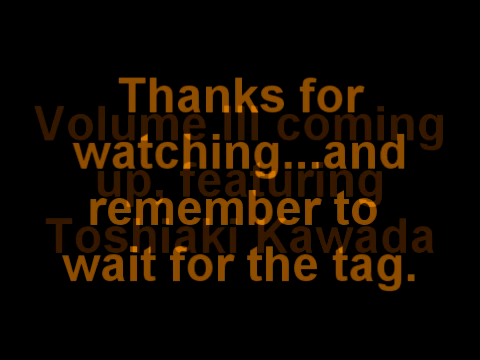 Thanks for
watching...and
remember to
wait for the tag.
Volume III coming
up, featuring
Toshiaki Kawada